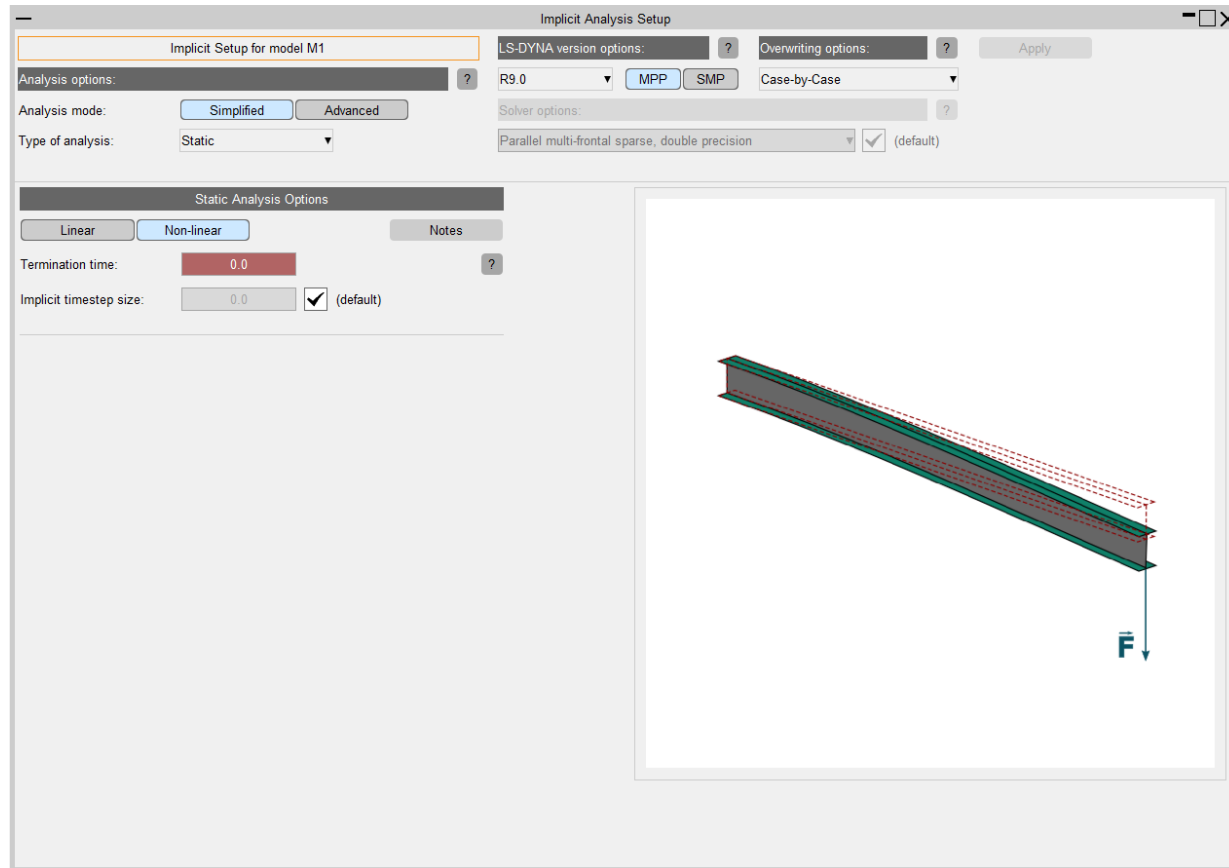 Implicit Analysis Setup
Implicit Setup for model M1
LS-DYNA version options: ?
Overwriting options: ?
Apply
Analysis options: ?
R9.0 MPP SMP
Case-by-Case
Analysis mode: Simplified Advanced
Solver options: ?
Type of analysis: Static
Parallel multi-frontal sparse, double precision (default)
Static Analysis Options
Linear Non-linear Notes
Termination time: 0.0 ?
Implicit timestep size: 0.0 (default)
F